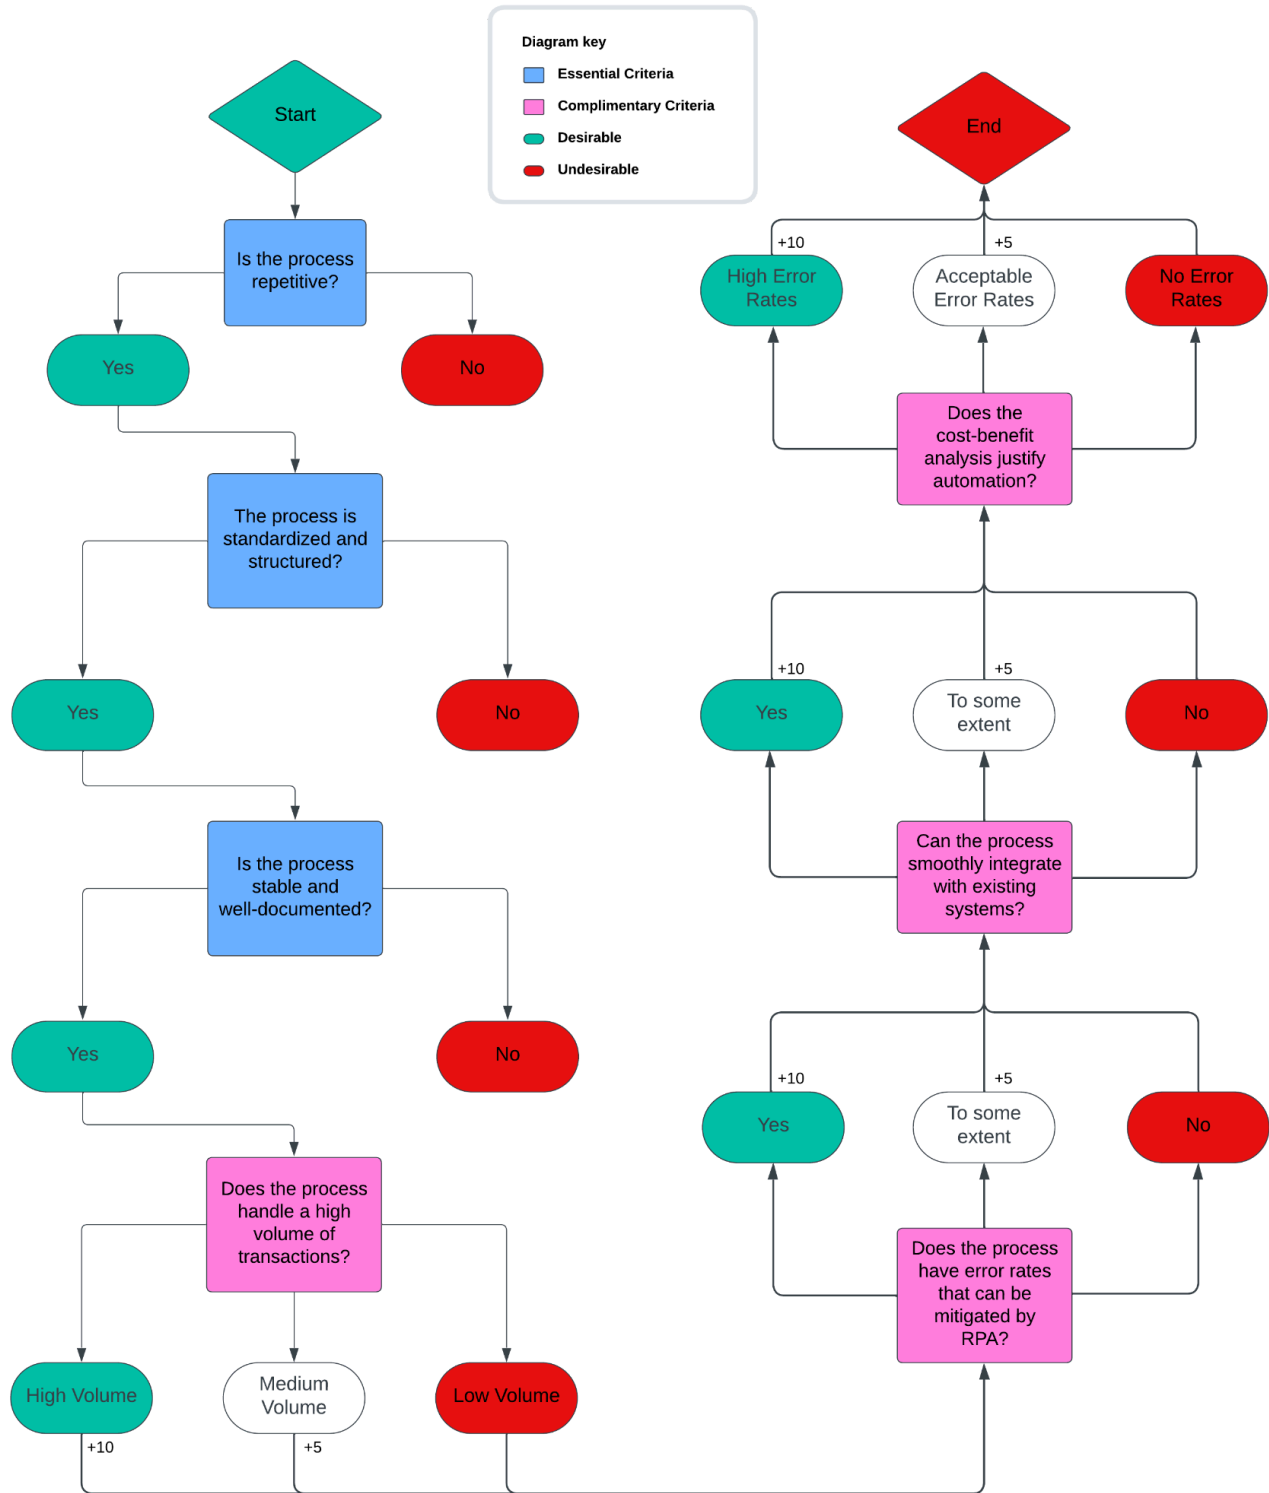 Diagram key
Essential Criteria
Complimentary Criteria
Desirable
Undesirable
Start
Is the process
repetitive?
Yes
No
The process is
standardized and
structured?
Yes
No
Is the process
stable and
well-documented?
Yes
No
Does the process
handle a high
volume of
transactions?
High Volume
Medium
Volume
Low Volume
+10
+5
Does the process
have error rates
that can be
mitigated by
RPA?
Yes
To some
extent
No
+10
+5
Can the process
smoothly integrate
with existing
systems?
Yes
To some
extent
No
+10
+5
Does the
cost-benefit
analysis justify
automation?
High Error
Rates
Acceptable
Error Rates
No Error
Rates
+10
+5
End